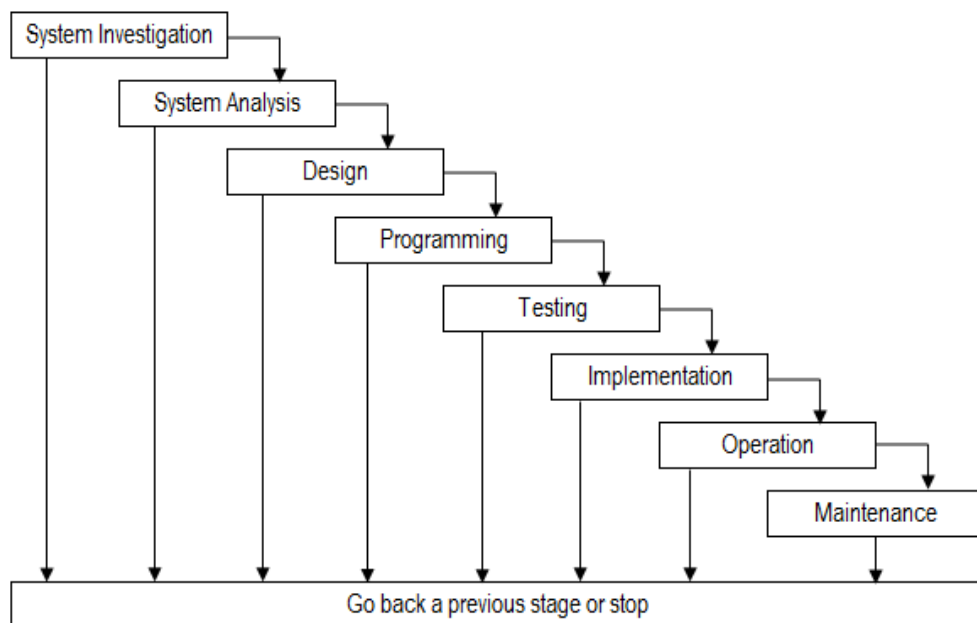 System Investigation
System Analysis
Design
Programming
Testing
Implementation
Operation
Maintenance
Go back a previous stage or stop